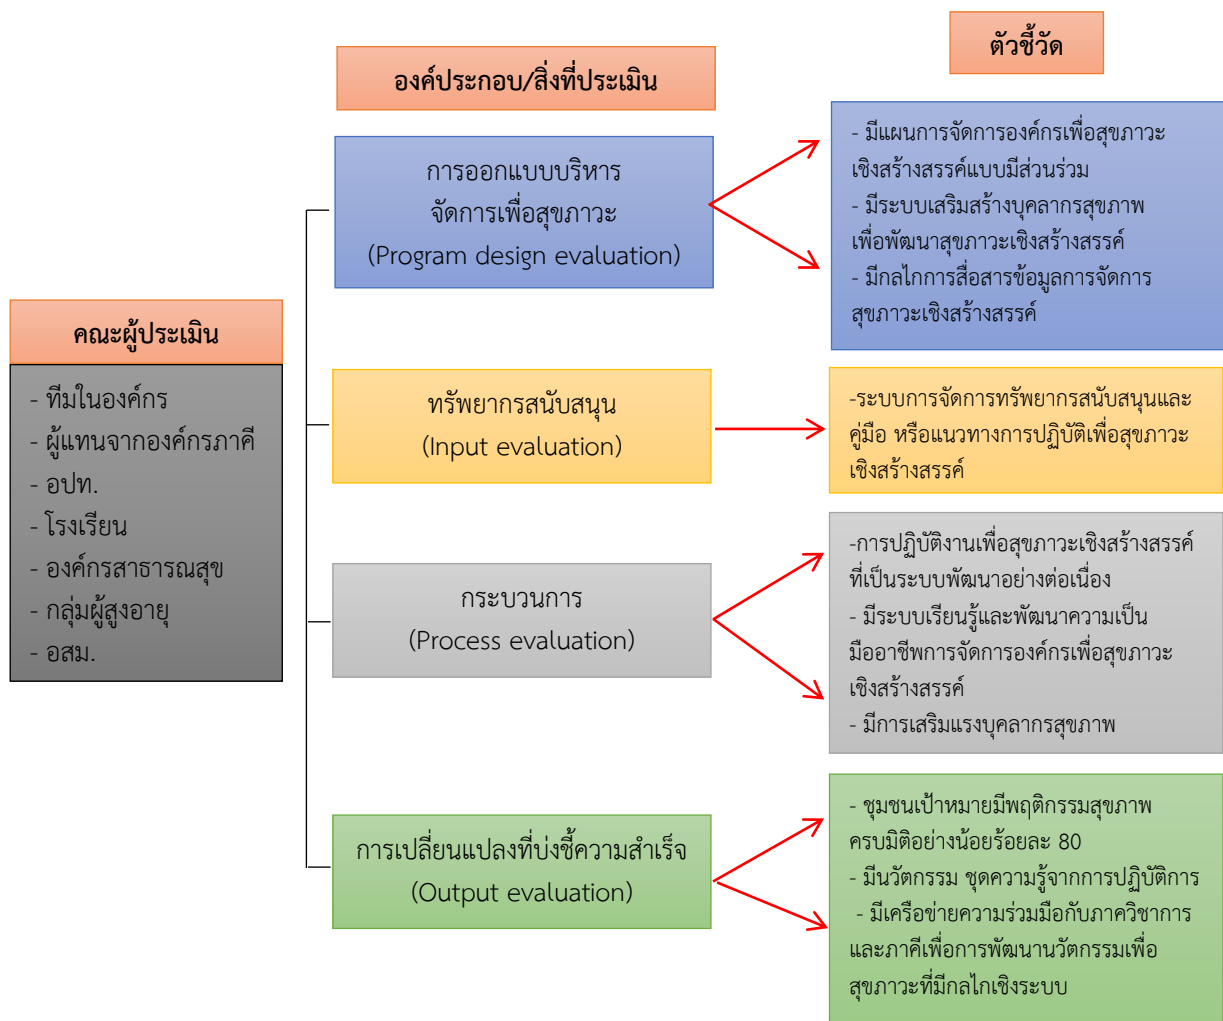 ตัวชี้วัด
องค์ประกอบ/สิ่งที่ประเมิน
การออกแบบบริหาร
จัดการเพื่อสุขภาวะ
(Program design evaluation)
- มีแผนการจัดการองค์กรเพื่อสุขภาวะ
เชิงสร้างสรรค์แบบมีส่วนร่วม
- มีระบบเสริมสร้างบุคลากรสุขภาพ
เพื่อพัฒนาสุขภาวะเชิงสร้างสรรค์
- มีกลไกการสื่อสารข้อมูลการจัดการ
สุขภาวะเชิงสร้างสรรค์
คณะผู้ประเมิน
- ทีมในองค์กร
- ผู้แทนจากองค์กรภาคี
- อปท.
- โรงเรียน
- องค์กรสาธารณสุข
- กลุ่มผู้สูงอายุ
- อสม.
ทรัพยากรสนับสนุน
(Input evaluation)
-ระบบการจัดการทรัพยากรสนับสนุนและ
คู่มือ หรือแนวทางการปฏิบัติเพื่อสุขภาวะ
เชิงสร้างสรรค์
กระบวนการ
(Process evaluation)
-การปฏิบัติงานเพื่อสุขภาวะเชิงสร้างสรรค์
ที่เป็นระบบพัฒนาอย่างต่อเนื่อง
- มีระบบเรียนรู้และพัฒนาความเป็น
มืออาชีพการจัดการองค์กรเพื่อสุขภาวะ
เชิงสร้างสรรค์
- มีการเสริมแรงบุคลากรสุขภาพ
การเปลี่ยนแปลงที่บ่งชี้ความสำเร็จ
(Output evaluation)
- ชุมชนเป้าหมายมีพฤติกรรมสุขภาพ
ครบมิติอย่างน้อยร้อยละ 80
- มีนวัตกรรม ชุดความรู้จากการปฏิบัติการ
- มีเครือข่ายความร่วมมือกับภาควิชาการ
และภาคีเพื่อการพัฒนานวัตกรรมเพื่อ
สุขภาวะที่มีกลไกเชิงระบบ